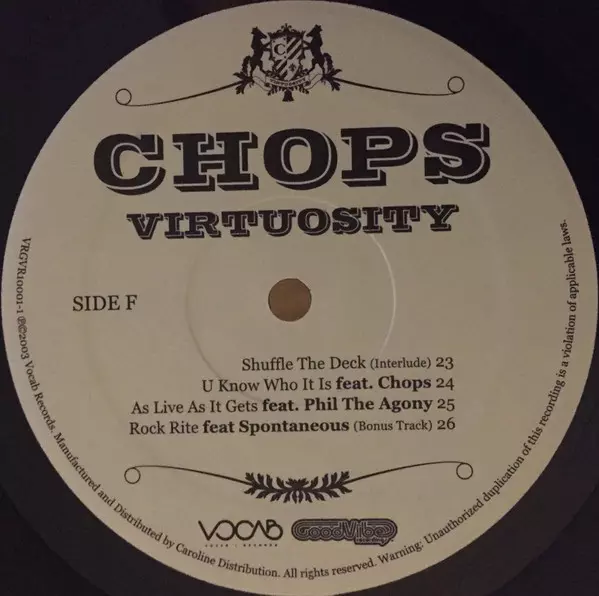 CHOPS
VIRTUOSITY
SIDE F
Shuffle The Deck (Interlude) 23
U Know Who It Is feat. Chops 24
As Live As It Gets feat. Phil The Agony 25
Rock Rite feat Spontaneous (Bonus Track) 26
VOCAB
GoodVibe
VRGVR10001-1 ℗©2003 Vocab Records. Manufactured and Distributed by Caroline Distribution. All rights reserved. Warning: Unauthorized duplication of this recording is a violation of applicable laws.